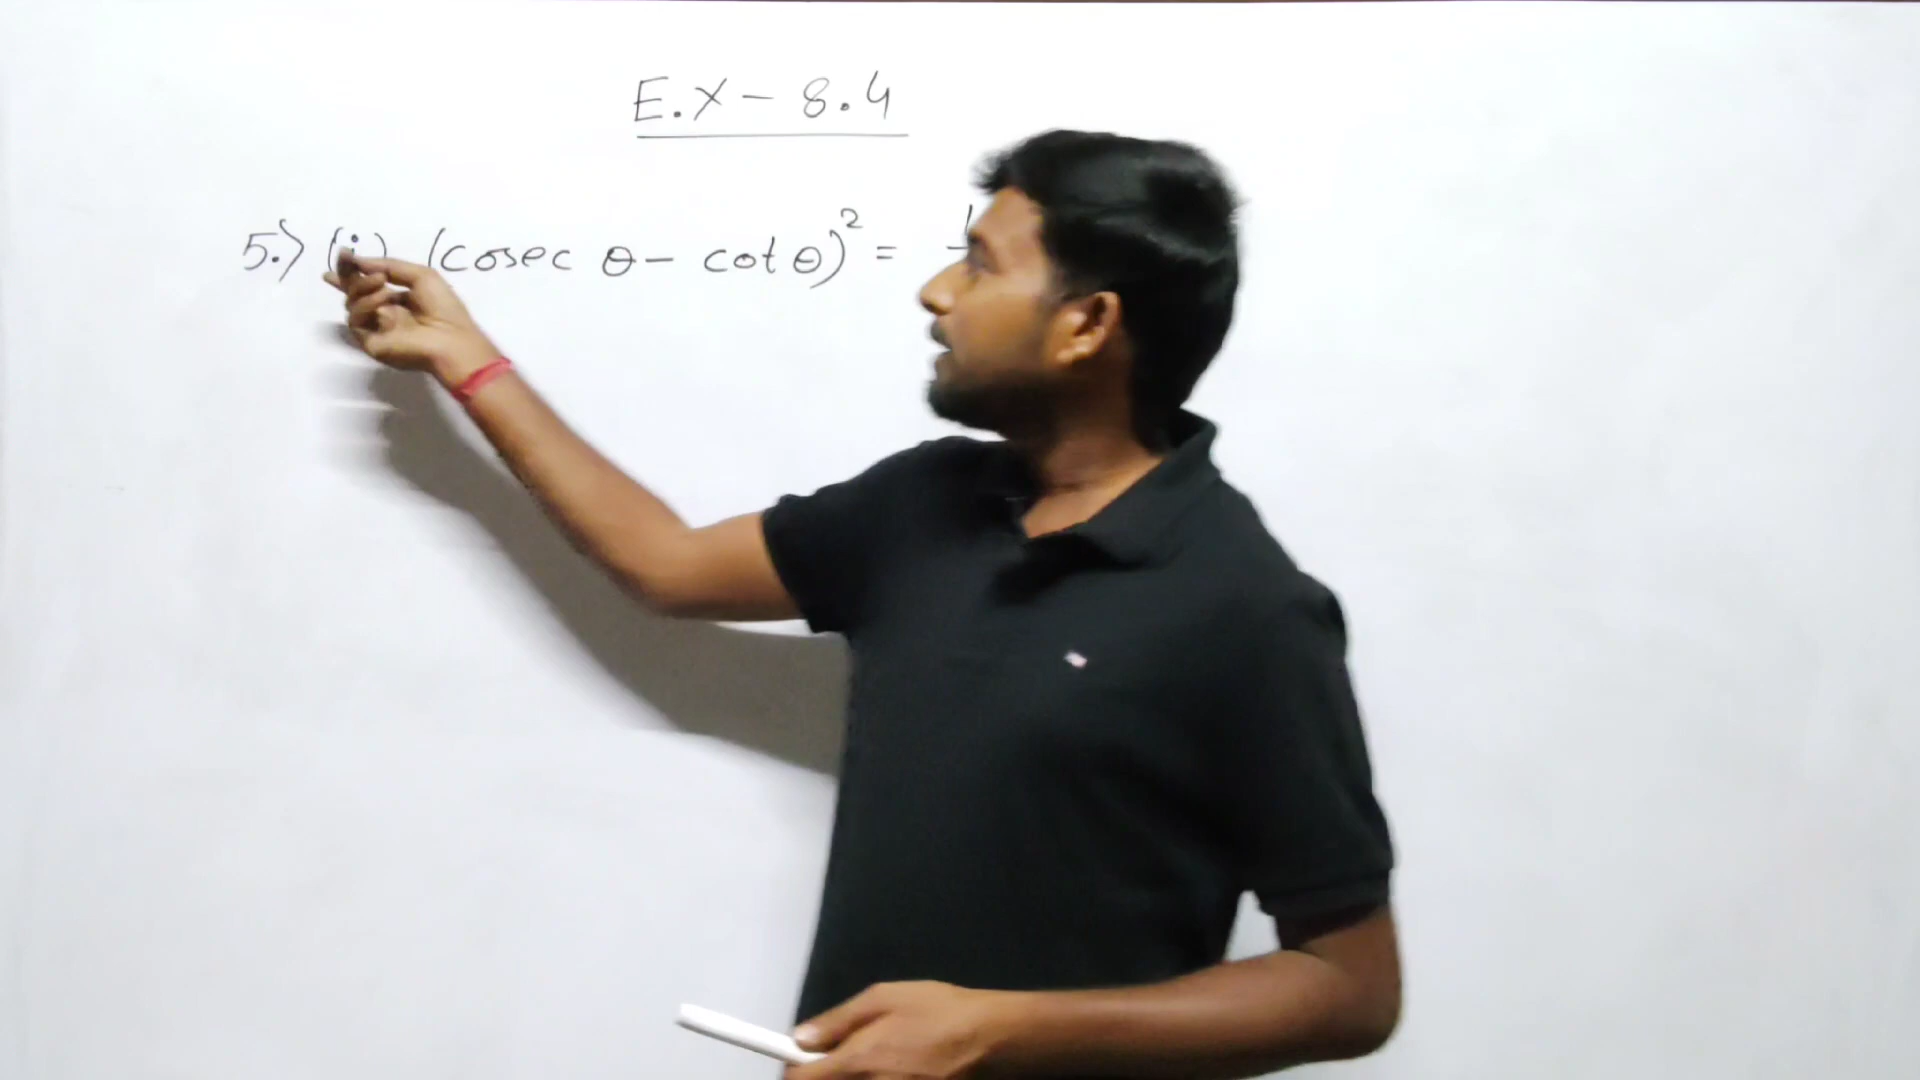 E.X - 8.4
5.> (i) (cosec θ - cot θ)² =